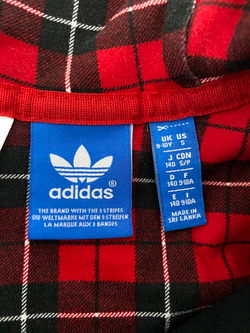 adidas®
THE BRAND WITH THE 3 STRIPES
DIE WELTMARKE MIT DEN 3 STREIFEN
LA MARQUE AUX 3 BANDES
UK US
9-10Y S
J CDN
140 S/P
D F
140 9/10A
E I
140 9/10A
MADE IN
SRI LANKA